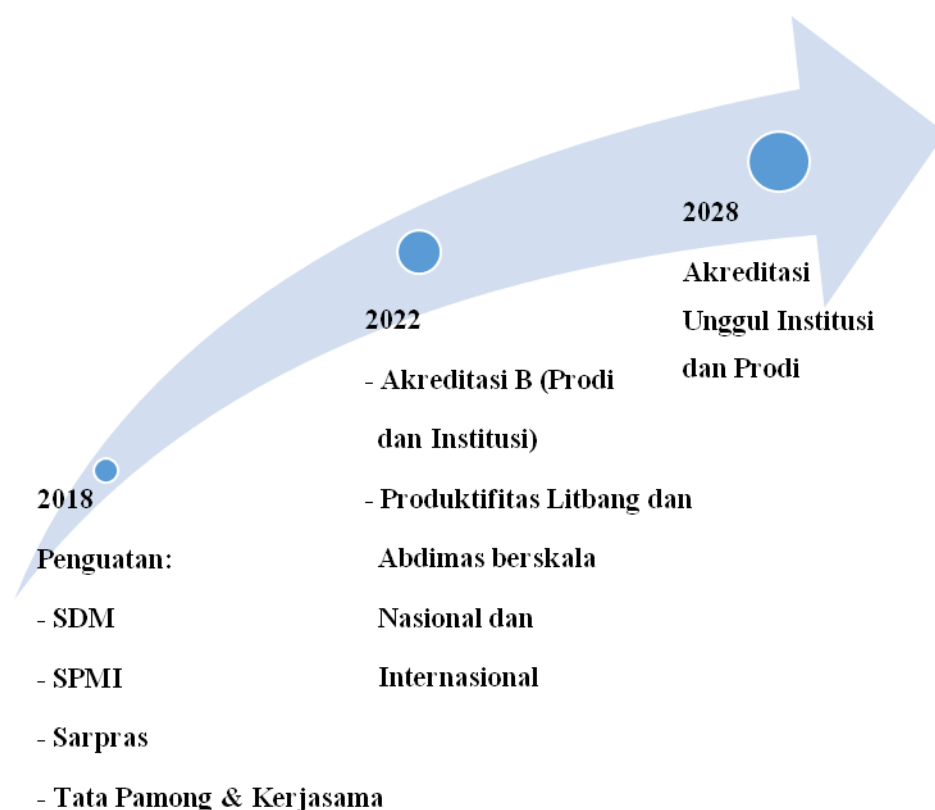 2018
Penguatan:
- SDM
- SPMI
- Sarpras
- Tata Pamong & Kerjasama
2022
- Akreditasi B (Prodi
dan Institusi)
- Produktifitas Litbang dan
Abdimas berskala
Nasional dan
Internasional
2028
Akreditasi
Unggul Institusi
dan Prodi